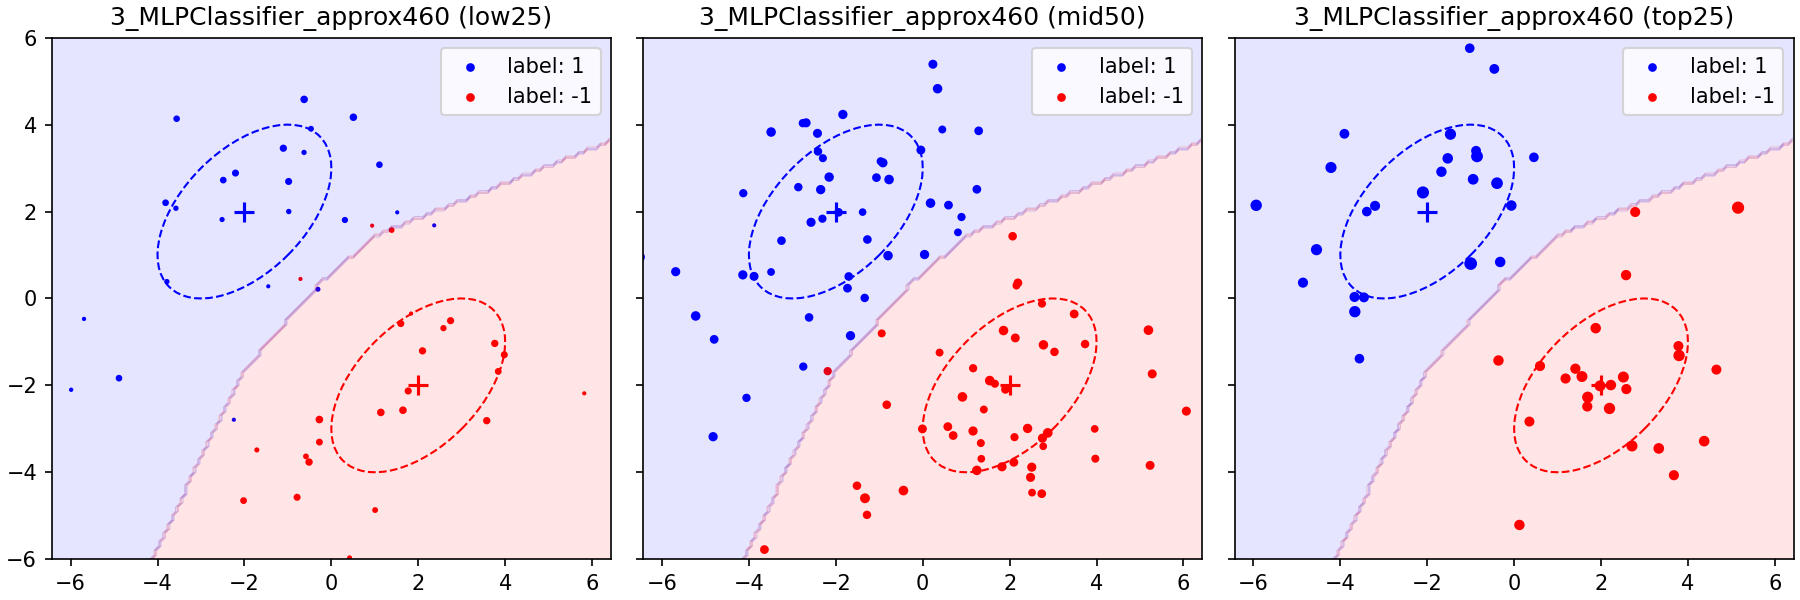 3_MLPClassifier_approx460 (low25)
label: 1
label: -1
6
4
2
0
−2
−4
−6
−6 −4 −2 0 2 4 6
3_MLPClassifier_approx460 (mid50)
label: 1
label: -1
−6 −4 −2 0 2 4 6
3_MLPClassifier_approx460 (top25)
label: 1
label: -1
−6 −4 −2 0 2 4 6